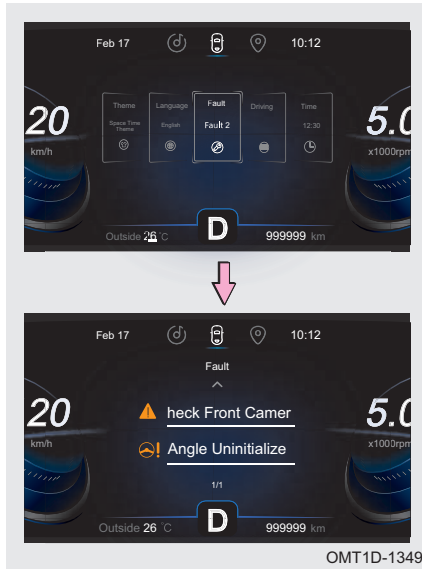 Feb 17 10:12
Theme Language Fault Driving Time
Space Time Theme English Fault 2 12:30
20 km/h
5.0 x1000rpm
Outside 26 °C D 999999 km
Feb 17 10:12
Fault
heck Front Camer
Angle Uninitialize
1/1
20 km/h
5.0 x1000rpm
Outside 26 °C D 999999 km
OMT1D-1349